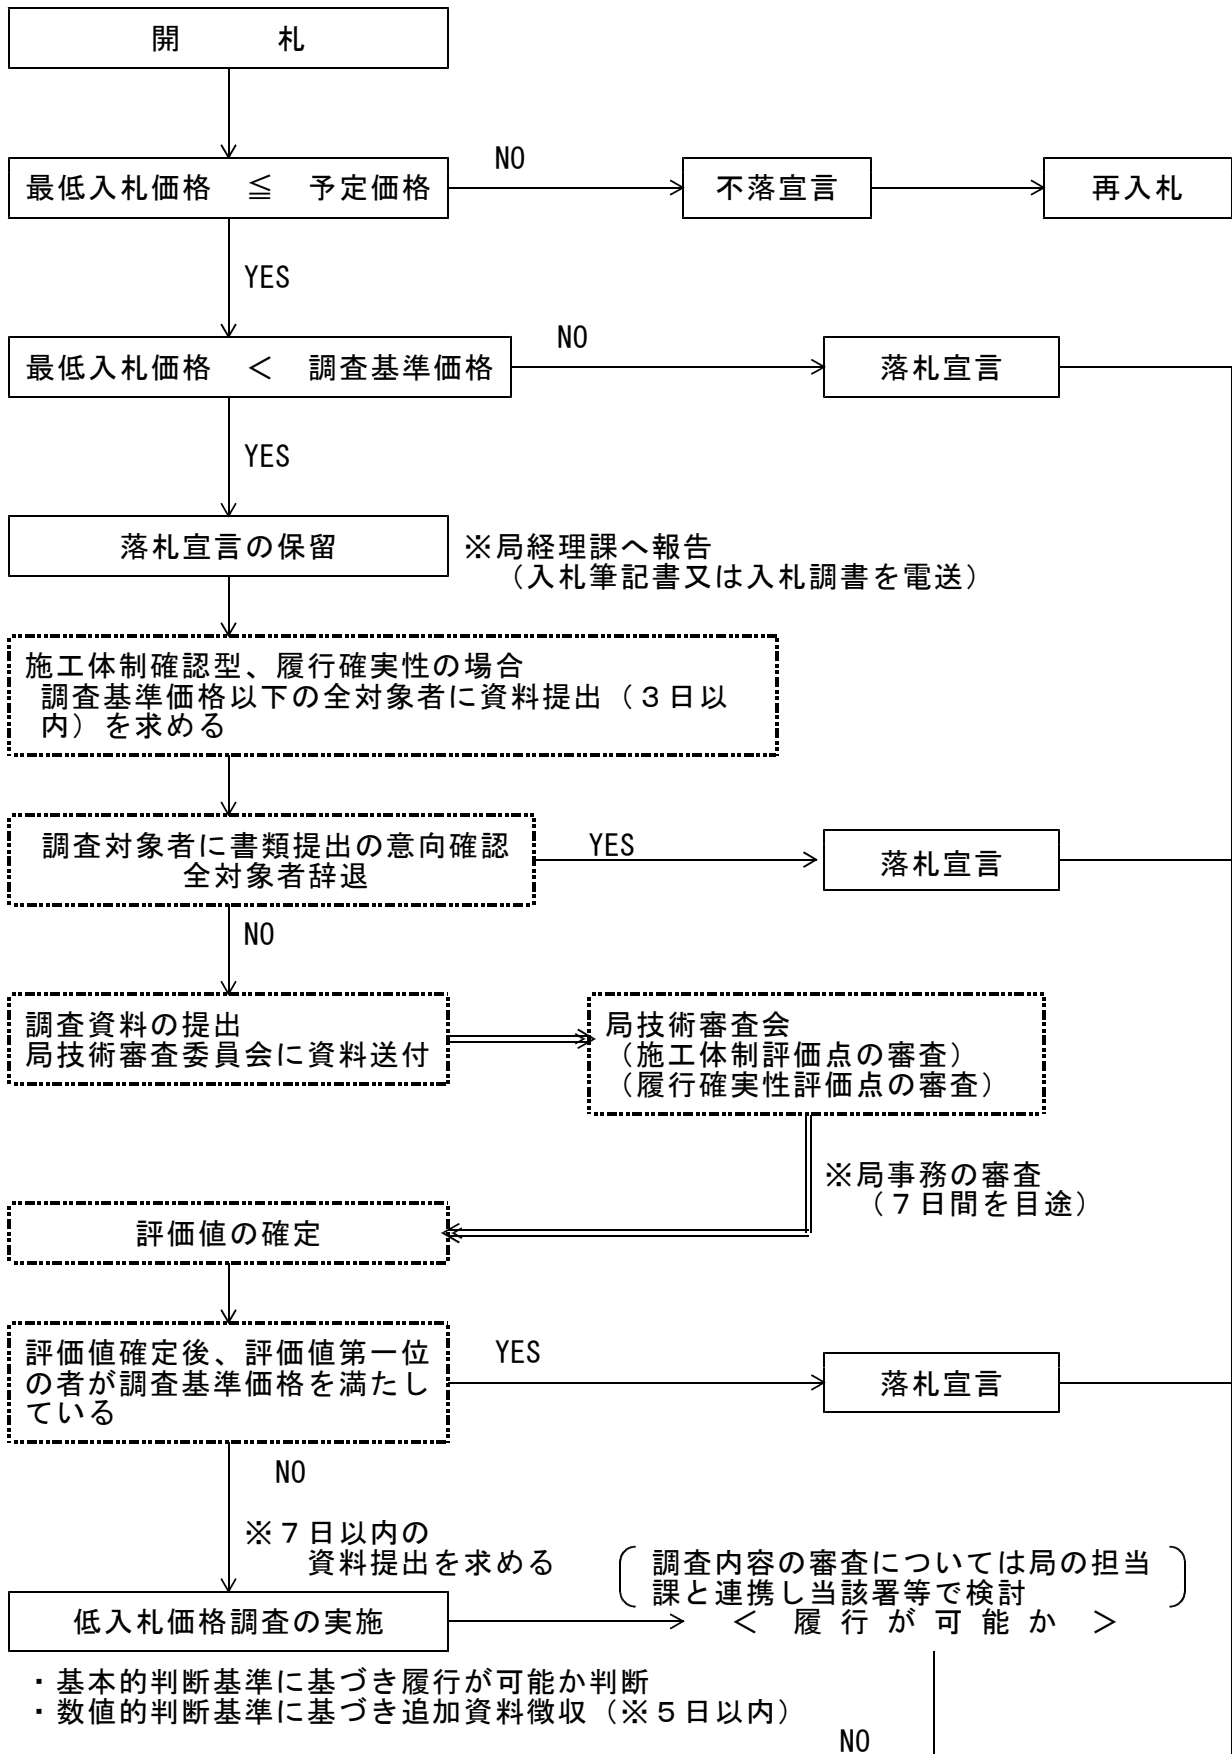 開　　　札
NO
最低入札価格　≦　予定価格
不落宣言
再入札
YES
NO
最低入札価格　＜　調査基準価格
落札宣言
YES
落札宣言の保留
※局経理課へ報告
（入札筆記書又は入札調書を電送）
施工体制確認型、履行確実性の場合
調査基準価格以下の全対象者に資料提出（３日以
内）を求める
調査対象者に書類提出の意向確認
全対象者辞退
YES
落札宣言
NO
調査資料の提出
局技術審査委員会に資料送付
局技術審査会
（施工体制評価点の審査）
（履行確実性評価点の審査）
※局事務の審査
（７日間を目途）
評価値の確定
評価値確定後、評価値第一位
の者が調査基準価格を満たし
ている
YES
落札宣言
NO
※７日以内の
資料提出を求める
調査内容の審査については局の担当
課と連携し当該署等で検討
低入札価格調査の実施
＜　履　行　が　可　能　か　＞
・基本的判断基準に基づき履行が可能か判断
・数値的判断基準に基づき追加資料徴収（※５日以内）
NO